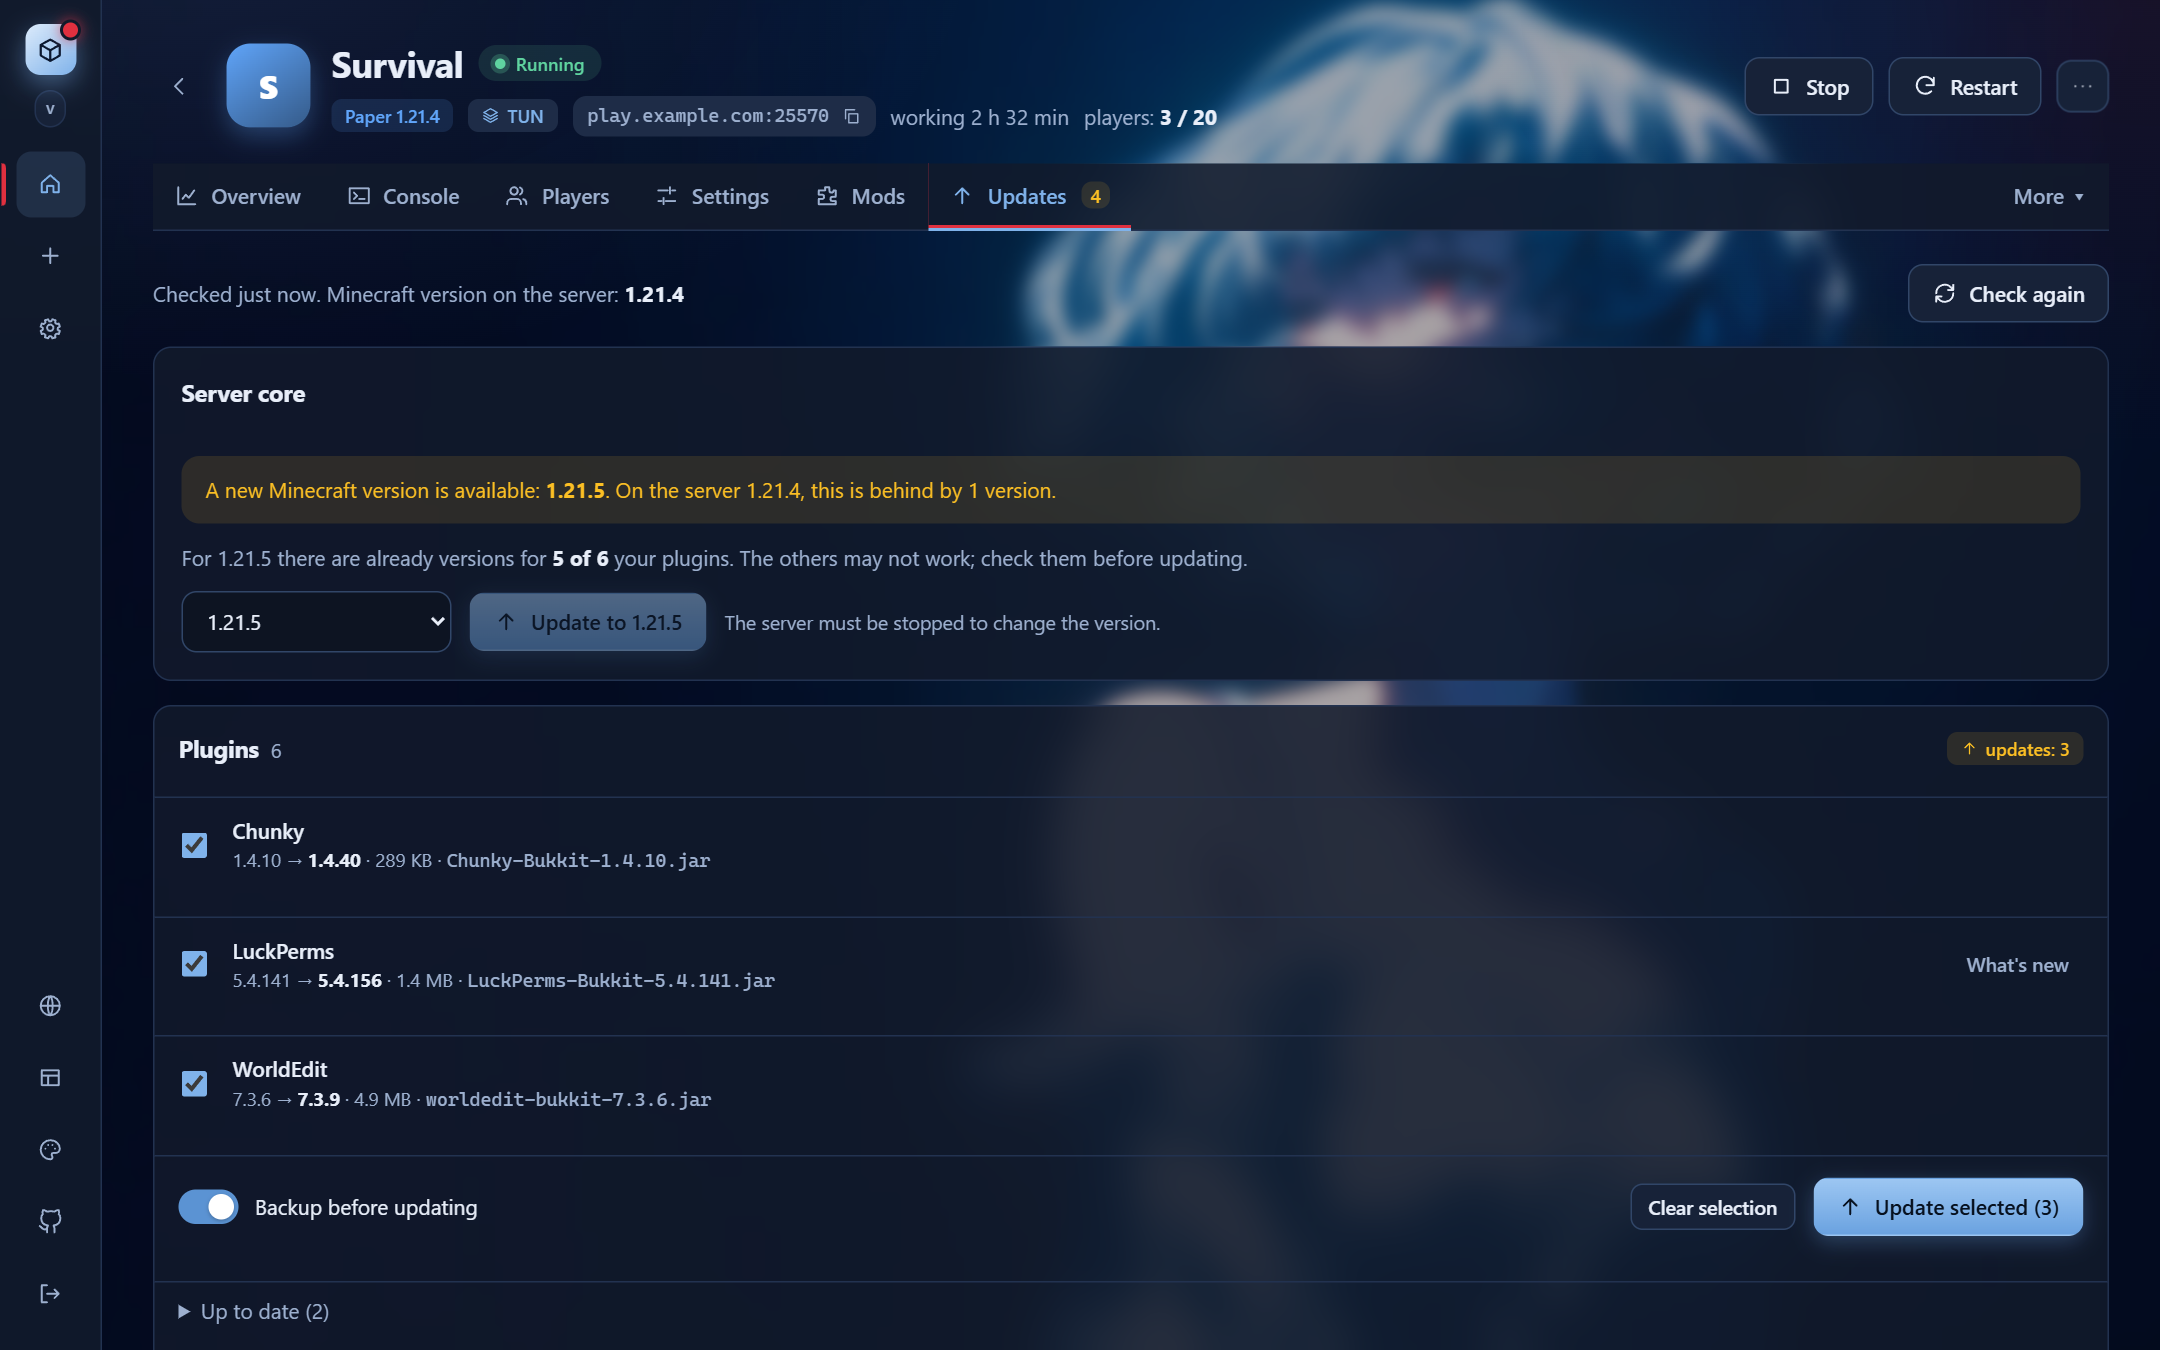 V
S
Survival
Running
Paper 1.21.4
TUN
play.example.com:25570
working 2 h 32 min
players: 3 / 20
Stop
Restart
...
Overview
Console
Players
Settings
Mods
Updates 4
More
Checked just now. Minecraft version on the server: 1.21.4
Check again
Server core
A new Minecraft version is available: 1.21.5. On the server 1.21.4, this is behind by 1 version.
For 1.21.5 there are already versions for 5 of 6 your plugins. The others may not work; check them before updating.
1.21.5
Update to 1.21.5
The server must be stopped to change the version.
Plugins 6
updates: 3
Chunky
1.4.10 → 1.4.40 · 289 KB · Chunky-Bukkit-1.4.10.jar
LuckPerms
5.4.141 → 5.4.156 · 1.4 MB · LuckPerms-Bukkit-5.4.141.jar
What's new
WorldEdit
7.3.6 → 7.3.9 · 4.9 MB · worldedit-bukkit-7.3.6.jar
Backup before updating
Clear selection
Update selected (3)
Up to date (2)